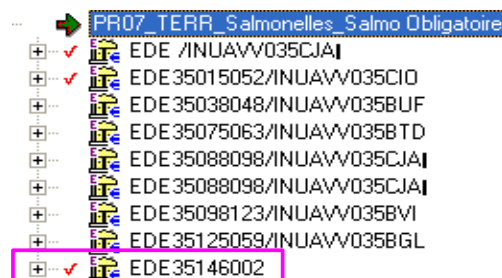 PR07_TERR_Salmonelles_Salmo Obligatoire
EDE /INUAVV035CJA
EDE35015052/INUAVV035CIO
EDE35038048/INUAVV035BUF
EDE35075063/INUAVV035BTD
EDE35088098/INUAVV035CJA
EDE35088098/INUAVV035CJA
EDE35098123/INUAVV035BVI
EDE35125059/INUAVV035BGL
EDE35146002